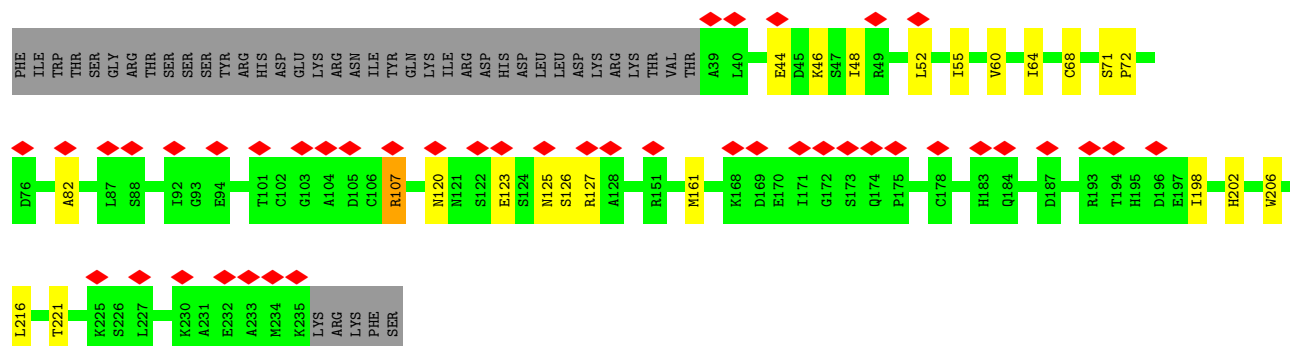 PHE ILE TRP THR SER GLY ARG THR SER SER SER TYR ARG HIS ASP GLU LYS ARG ASN ILE TYR GLN LYS ILE ARG ASP HIS ASP LEU LEU ASP LYS ARG LYS THR VAL THR A39 L40 E44 D45 K46 S47 I48 R49 L52 I55 V60 I64 C68 S71 P72
D76 A82 L87 S88 I92 G93 E94 T101 C102 G103 A104 D105 C106 R107 N120 N121 S122 E123 S124 N125 S126 R127 A128 R151 M161 K168 D169 E170 I171 G172 S173 Q174 P175 C178 H183 Q184 D187 R193 T194 H195 D196 E197 I198 H202 W206
L216 T221 K225 S226 L227 K230 A231 E232 A233 M234 K235 LYS ARG LYS PHE SER